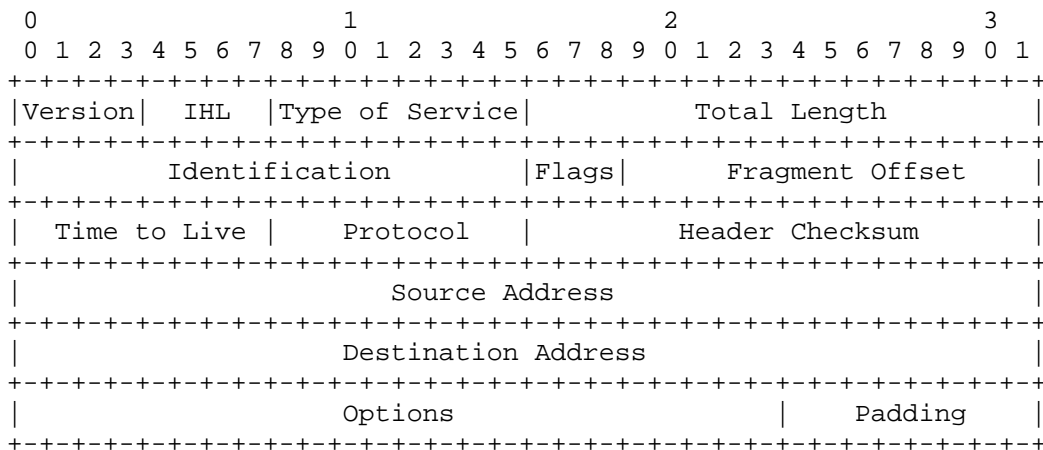 0                   1                   2                   3
 0 1 2 3 4 5 6 7 8 9 0 1 2 3 4 5 6 7 8 9 0 1 2 3 4 5 6 7 8 9 0 1
+-+-+-+-+-+-+-+-+-+-+-+-+-+-+-+-+-+-+-+-+-+-+-+-+-+-+-+-+-+-+-+-+
|Version|  IHL  |Type of Service|          Total Length         |
+-+-+-+-+-+-+-+-+-+-+-+-+-+-+-+-+-+-+-+-+-+-+-+-+-+-+-+-+-+-+-+-+
|         Identification        |Flags|      Fragment Offset    |
+-+-+-+-+-+-+-+-+-+-+-+-+-+-+-+-+-+-+-+-+-+-+-+-+-+-+-+-+-+-+-+-+
|  Time to Live |    Protocol   |         Header Checksum       |
+-+-+-+-+-+-+-+-+-+-+-+-+-+-+-+-+-+-+-+-+-+-+-+-+-+-+-+-+-+-+-+-+
|                       Source Address                          |
+-+-+-+-+-+-+-+-+-+-+-+-+-+-+-+-+-+-+-+-+-+-+-+-+-+-+-+-+-+-+-+-+
|                    Destination Address                        |
+-+-+-+-+-+-+-+-+-+-+-+-+-+-+-+-+-+-+-+-+-+-+-+-+-+-+-+-+-+-+-+-+
|                    Options                    |    Padding    |
+-+-+-+-+-+-+-+-+-+-+-+-+-+-+-+-+-+-+-+-+-+-+-+-+-+-+-+-+-+-+-+-+